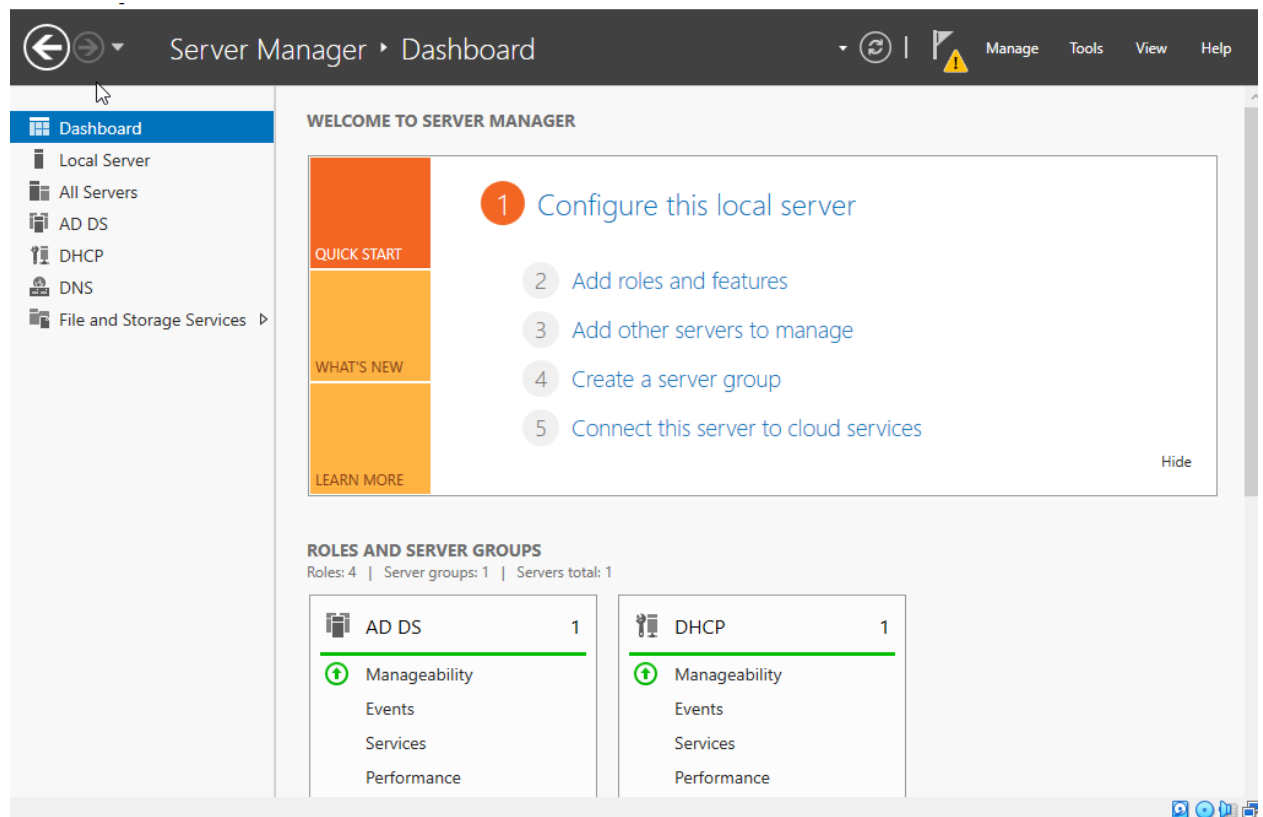 Server Manager • Dashboard
Manage Tools View Help
Dashboard
Local Server
All Servers
AD DS
DHCP
DNS
File and Storage Services
WELCOME TO SERVER MANAGER
QUICK START
WHAT'S NEW
LEARN MORE
1 Configure this local server
2 Add roles and features
3 Add other servers to manage
4 Create a server group
5 Connect this server to cloud services
Hide
ROLES AND SERVER GROUPS
Roles: 4 | Server groups: 1 | Servers total: 1
AD DS 1
Manageability
Events
Services
Performance
DHCP 1
Manageability
Events
Services
Performance